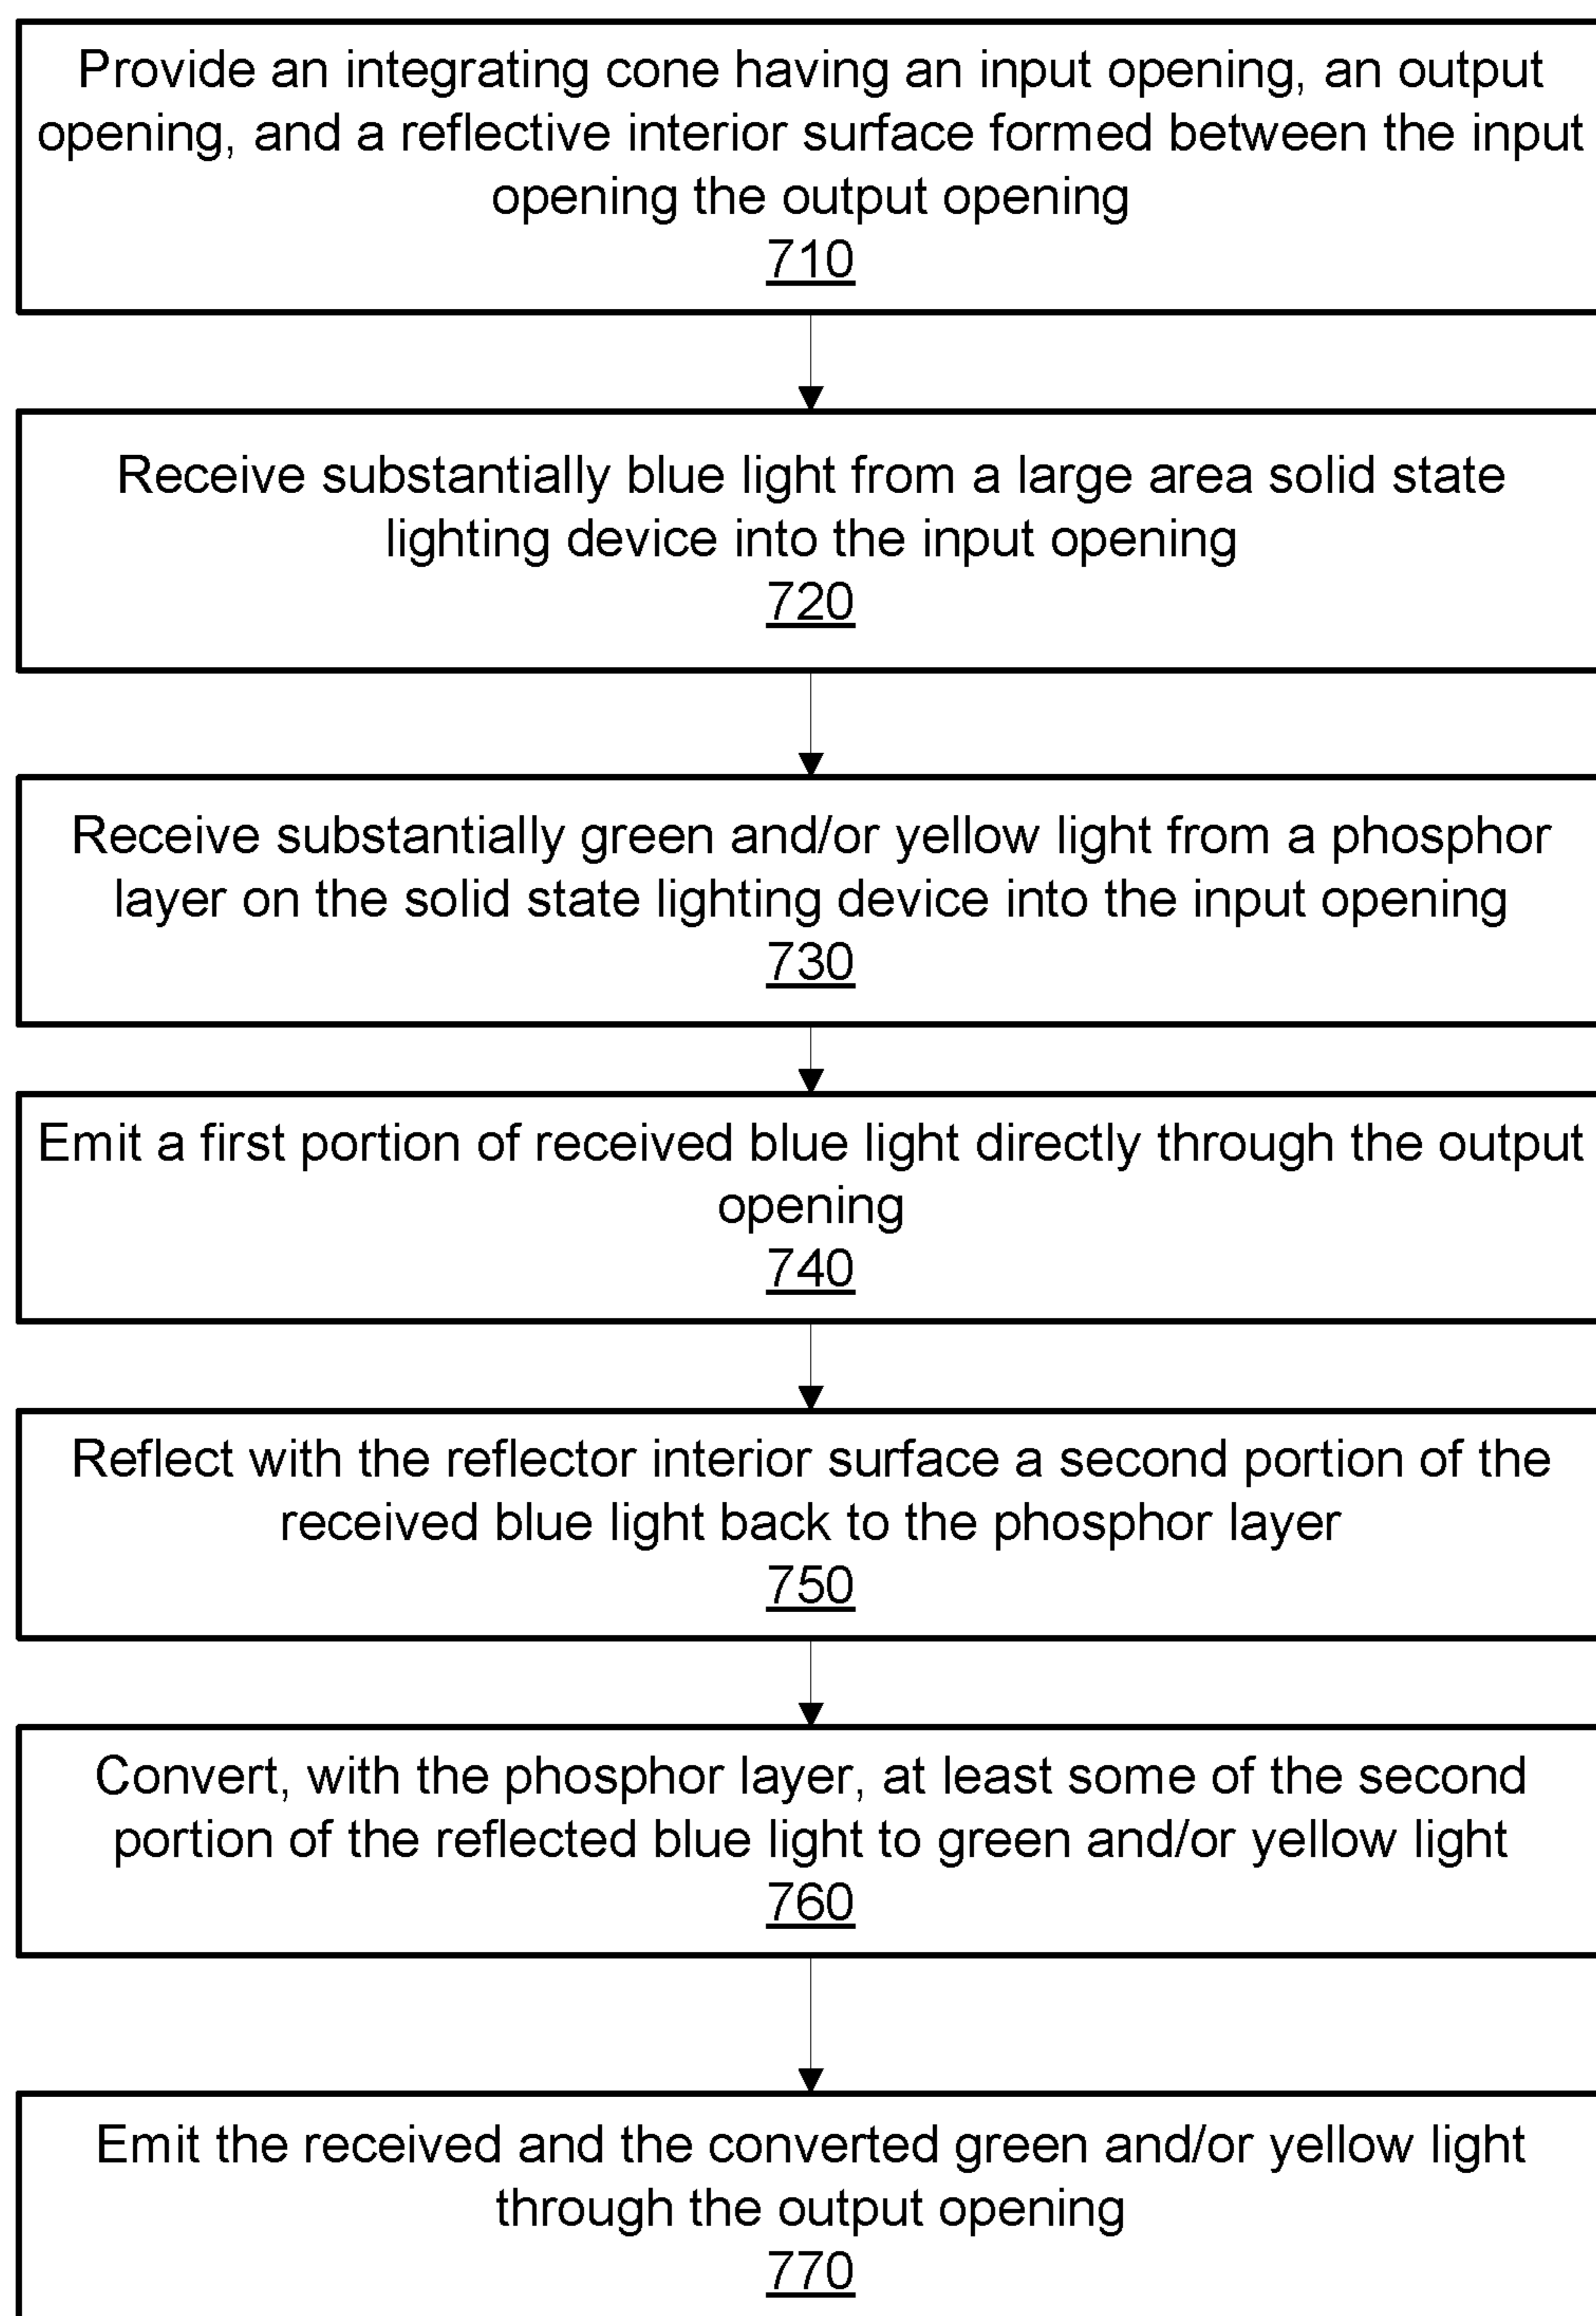 Provide an integrating cone having an input opening, an output
opening, and a reflective interior surface formed between the input
opening the output opening
710
Receive substantially blue light from a large area solid state
lighting device into the input opening
720
Receive substantially green and/or yellow light from a phosphor
layer on the solid state lighting device into the input opening
730
Emit a first portion of received blue light directly through the output
opening
740
Reflect with the reflector interior surface a second portion of the
received blue light back to the phosphor layer
750
Convert, with the phosphor layer, at least some of the second
portion of the reflected blue light to green and/or yellow light
760
Emit the received and the converted green and/or yellow light
through the output opening
770